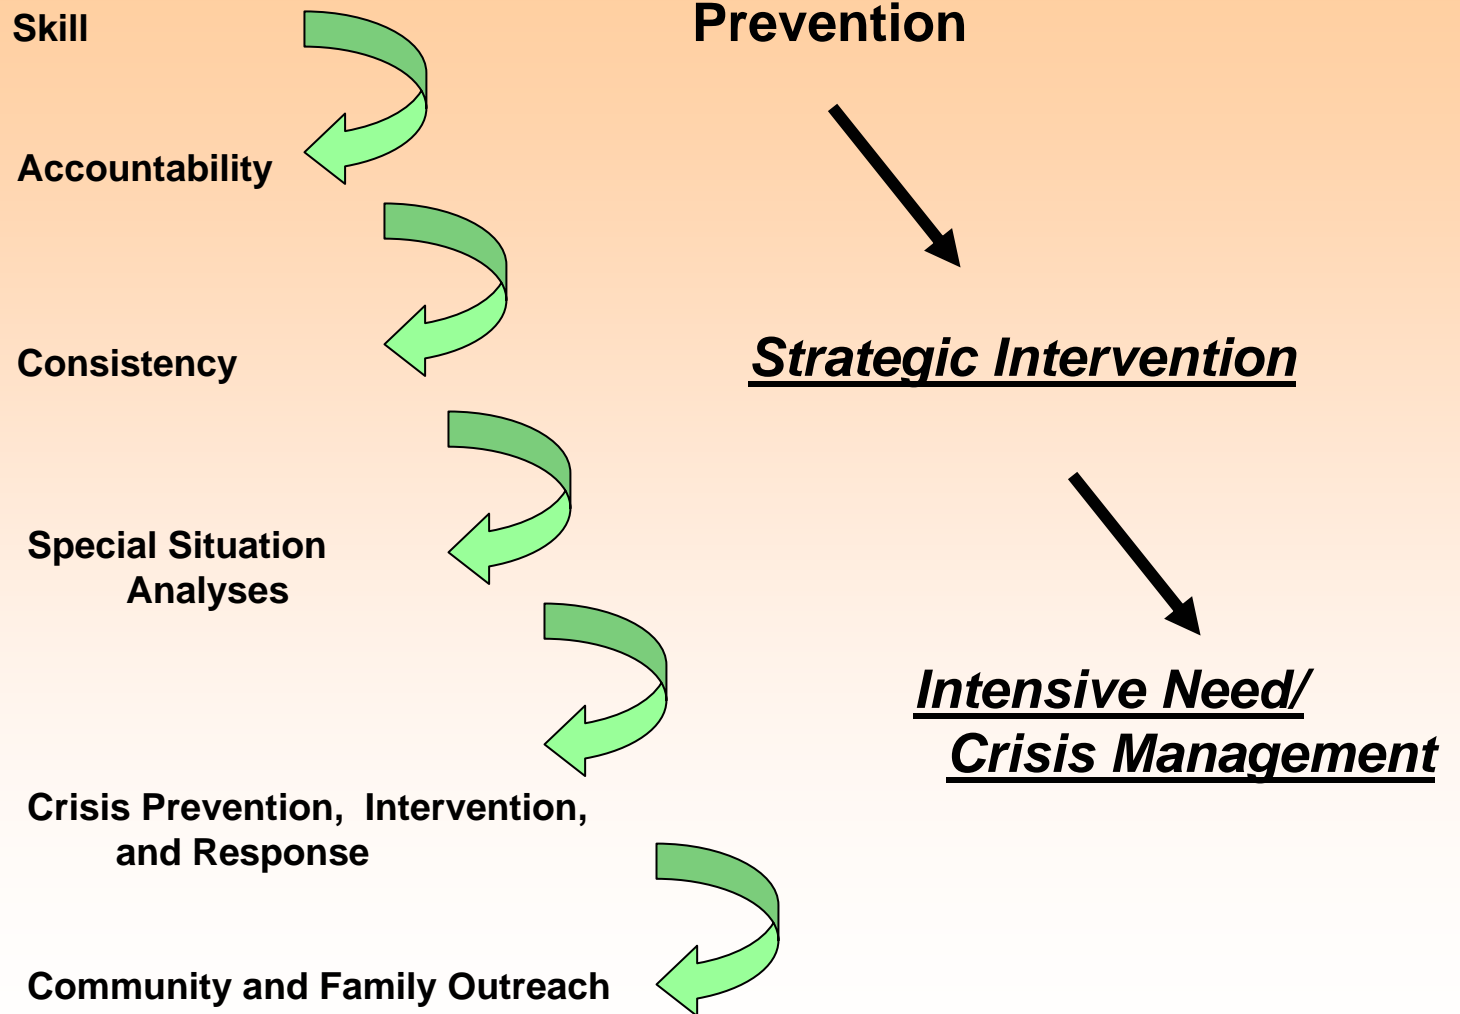 Skill
Prevention
Accountability
Consistency
Strategic Intervention
Special Situation
Analyses
Intensive Need/
Crisis Management
Crisis Prevention, Intervention,
and Response
Community and Family Outreach